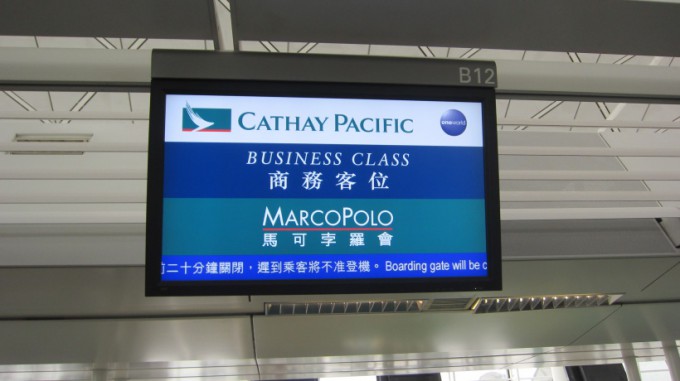 B12
CATHAY PACIFIC
oneworld
BUSINESS CLASS
商務客位
MARCOPOLO
馬可孛羅會
前二十分鐘關閉，遲到乘客將不准登機。 Boarding gate will be c